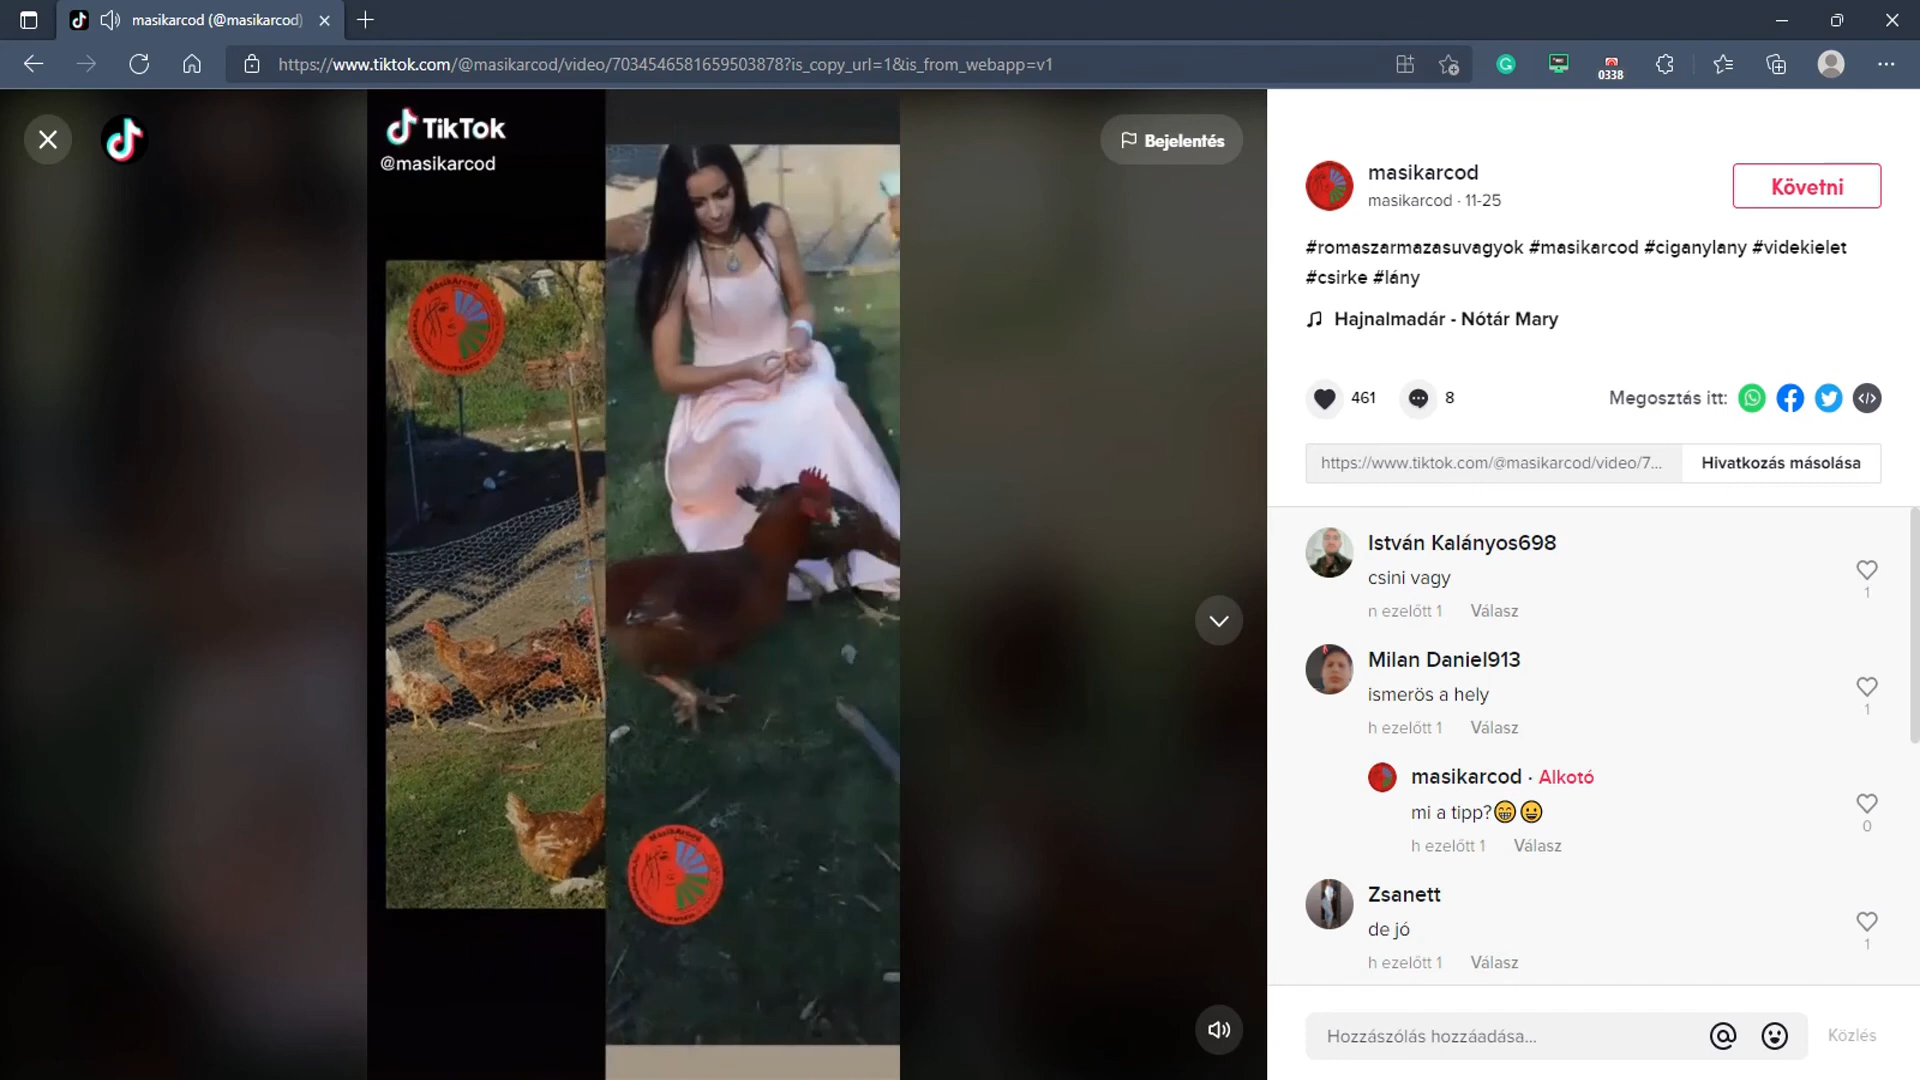 masikarcod (@masikarcod)
https://www.tiktok.com/@masikarcod/video/7034546581659503878?is_copy_url=1&is_from_webapp=v1
0338
TikTok
@masikarcod
MásikArcod
MásikArcod
Bejelentés
masikarcod
masikarcod · 11-25
Követni
#romaszarmazasuvagyok #masikarcod #ciganylany #videkielet
#csirke #lány
Hajnalmadár - Nótár Mary
461
8
Megosztás itt:
https://www.tiktok.com/@masikarcod/video/7...
Hivatkozás másolása
István Kalányos698
csini vagy
n ezelőtt 1 Válasz
1
Milan Daniel913
ismerös a hely
h ezelőtt 1 Válasz
1
masikarcod · Alkotó
mi a tipp?😁😀
h ezelőtt 1 Válasz
0
Zsanett
de jó
h ezelőtt 1 Válasz
1
Hozzászólás hozzáadása...
Közlés